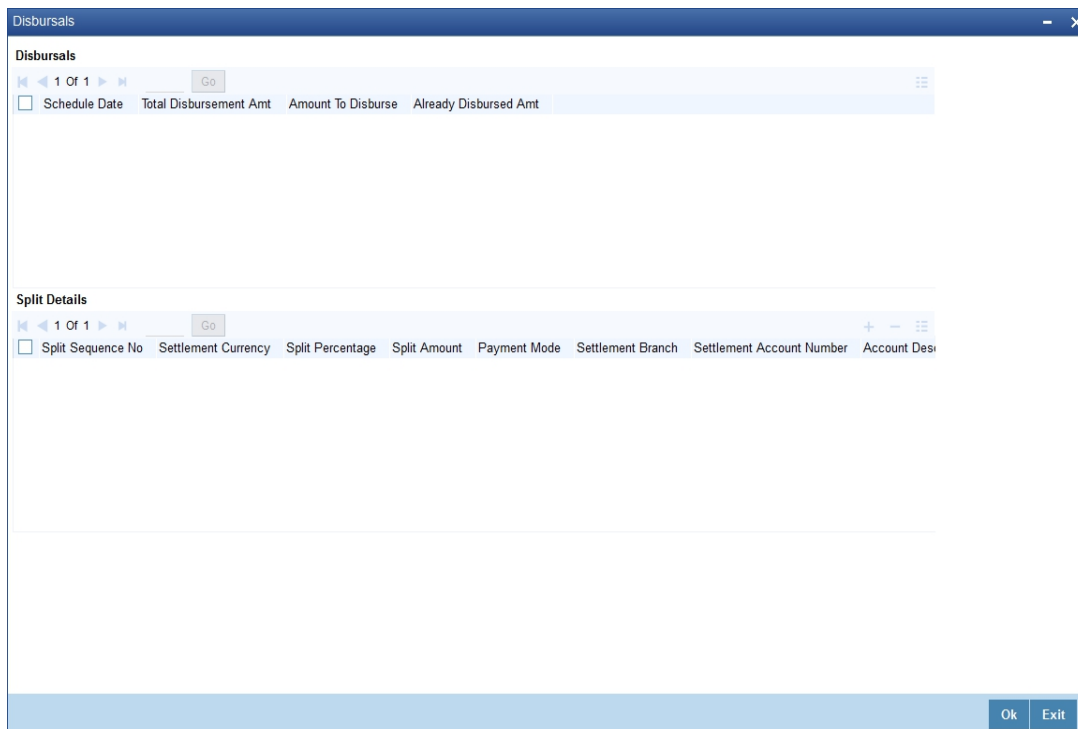 Disbursals
Disbursals
1 Of 1 Go
Schedule Date Total Disbursement Amt Amount To Disburse Already Disbursed Amt
Split Details
1 Of 1 Go
Split Sequence No Settlement Currency Split Percentage Split Amount Payment Mode Settlement Branch Settlement Account Number Account Des
Ok Exit